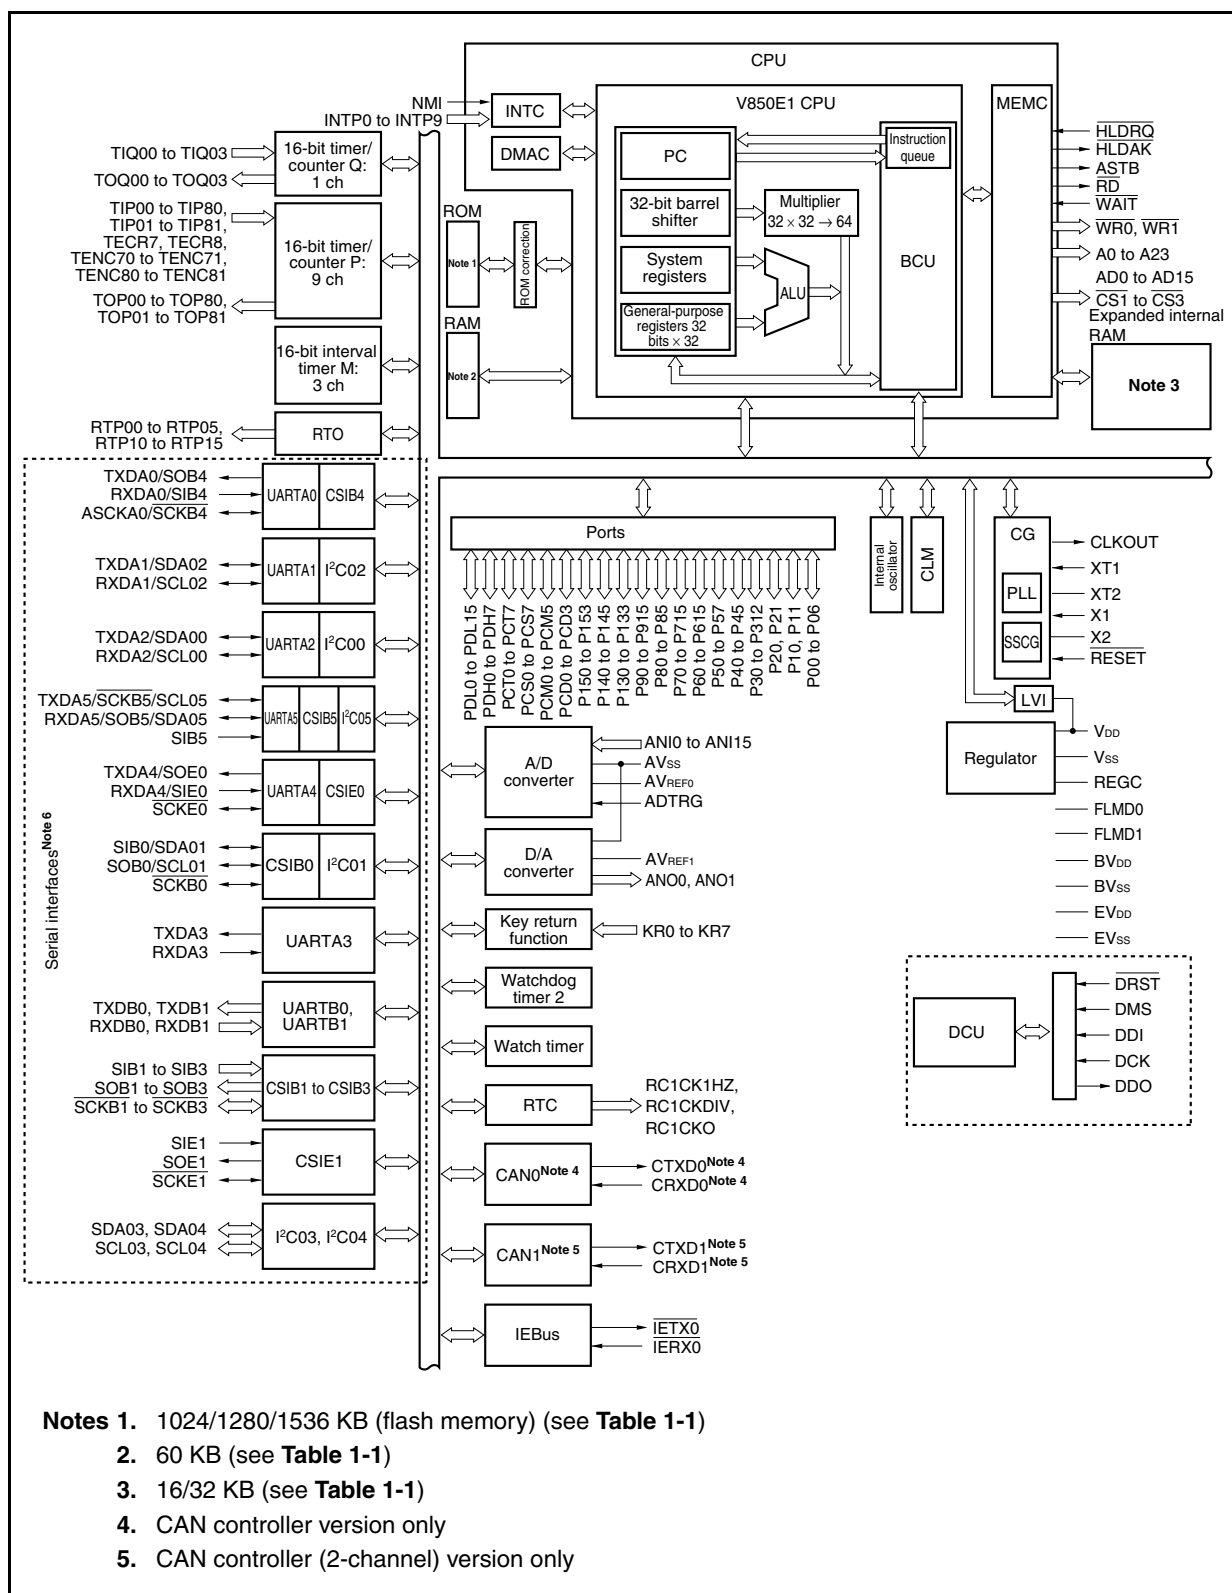 CPU
NMI
INTP0 to INTP9
INTC
DMAC
V850E1 CPU
PC
32-bit barrel
shifter
System
registers
General-purpose
registers 32
bits × 32
Multiplier
32 × 32 → 64
ALU
Instruction
queue
BCU
MEMC
HLDRQ
HLDAK
ASTB
RD
WAIT
WR0, WR1
A0 to A23
AD0 to AD15
CS1 to CS3
Expanded internal
RAM
Note 3
ROM
Note 1
ROM correction
RAM
Note 2
TIQ00 to TIQ03
TOQ00 to TOQ03
16-bit timer/
counter Q:
1 ch
TIP00 to TIP80,
TIP01 to TIP81,
TECR7, TECR8,
TENC70 to TENC71,
TENC80 to TENC81
TOP00 to TOP80,
TOP01 to TOP81
16-bit timer/
counter P:
9 ch
16-bit interval
timer M:
3 ch
RTP00 to RTP05,
RTP10 to RTP15
RTO
Serial interfaces Note 6
TXDA0/SOB4
RXDA0/SIB4
ASCKA0/SCKB4
UARTA0
CSIB4
TXDA1/SDA02
RXDA1/SCL02
UARTA1
I²C02
TXDA2/SDA00
RXDA2/SCL00
UARTA2
I²C00
TXDA5/SCKB5/SCL05
RXDA5/SOB5/SDA05
SIB5
UARTA5
CSIB5
I²C05
TXDA4/SOE0
RXDA4/SIE0
SCKE0
UARTA4
CSIE0
SIB0/SDA01
SOB0/SCL01
SCKB0
CSIB0
I²C01
TXDA3
RXDA3
UARTA3
TXDB0, TXDB1
RXDB0, RXDB1
UARTB0,
UARTB1
SIB1 to SIB3
SOB1 to SOB3
SCKB1 to SCKB3
CSIB1 to CSIB3
SIE1
SOE1
SCKE1
CSIE1
SDA03, SDA04
SCL03, SCL04
I²C03, I²C04
Ports
PDL0 to PDL15
PDH0 to PDH7
PCT0 to PCT7
PCS0 to PCS7
PCM0 to PCM5
PCD0 to PCD3
P150 to P153
P140 to P145
P130 to P133
P90 to P915
P80 to P85
P70 to P715
P60 to P615
P50 to P57
P40 to P45
P30 to P312
P20, P21
P10, P11
P00 to P06
Internal
oscillator
CLM
CG
PLL
SSCG
CLKOUT
XT1
XT2
X1
X2
RESET
LVI
Regulator
VDD
VSS
REGC
FLMD0
FLMD1
BVDD
BVSS
EVDD
EVSS
A/D
converter
ANI0 to ANI15
AVSS
AVREF0
ADTRG
D/A
converter
AVREF1
ANO0, ANO1
Key return
function
KR0 to KR7
Watchdog
timer 2
Watch timer
RTC
RC1CK1HZ,
RC1CKDIV,
RC1CKO
CAN0 Note 4
CTXD0 Note 4
CRXD0 Note 4
CAN1 Note 5
CTXD1 Note 5
CRXD1 Note 5
IEBus
IETX0
IERX0
DCU
DRST
DMS
DDI
DCK
DDO
Notes 1. 1024/1280/1536 KB (flash memory) (see Table 1-1)
2. 60 KB (see Table 1-1)
3. 16/32 KB (see Table 1-1)
4. CAN controller version only
5. CAN controller (2-channel) version only